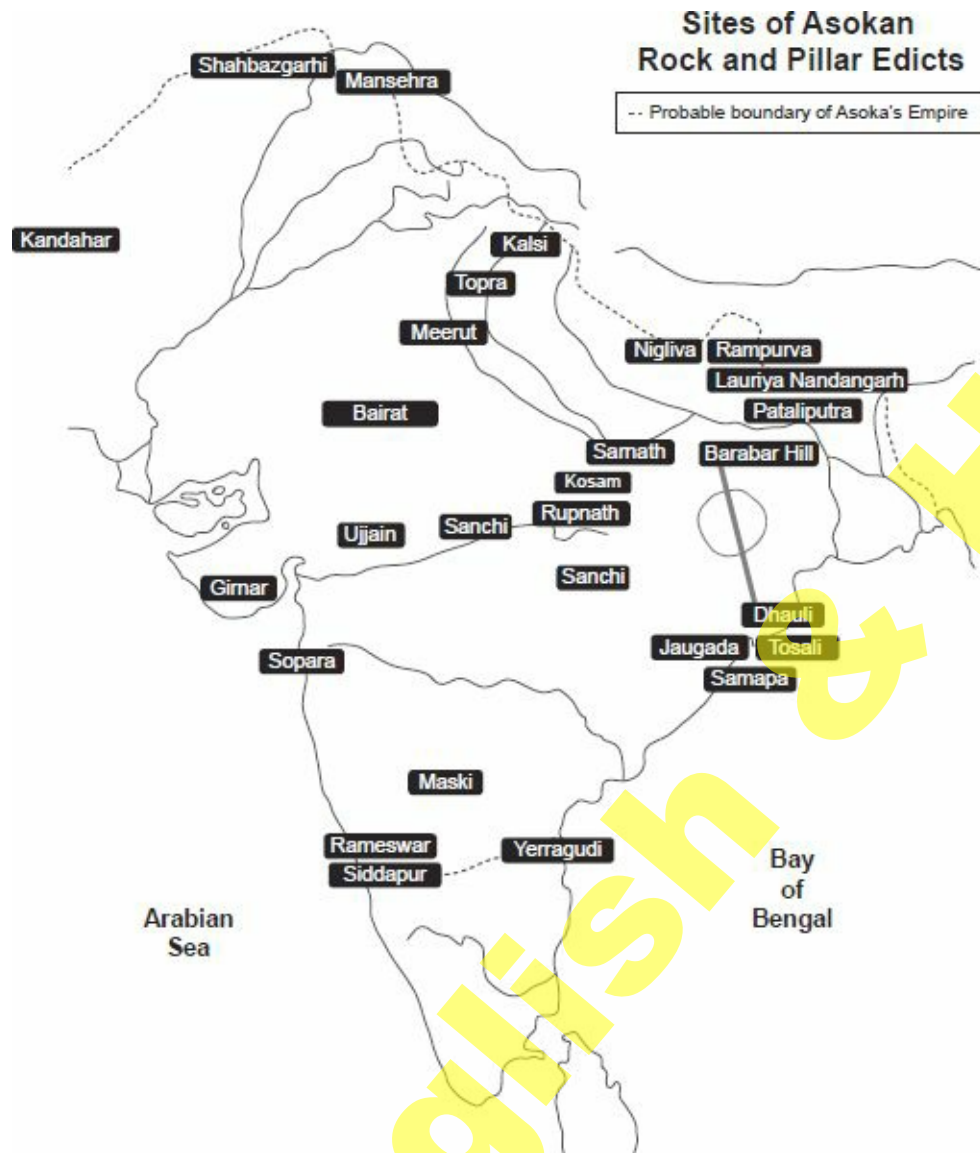 Sites of Asokan
Rock and Pillar Edicts
-- Probable boundary of Asoka's Empire
Shahbazgarhi
Mansehra
Kandahar
Kalsi
Topra
Meerut
Nigliva
Rampurva
Lauriya Nandangarh
Bairat
Pataliputra
Sarnath
Barabar Hill
Kosam
Rupnath
Sanchi
Ujjain
Sanchi
Girnar
Dhauli
Jaugada
Tosali
Sopara
Samapa
Maski
Rameswar
Yerragudi
Siddapur
Bay
of
Bengal
Arabian
Sea
glish &